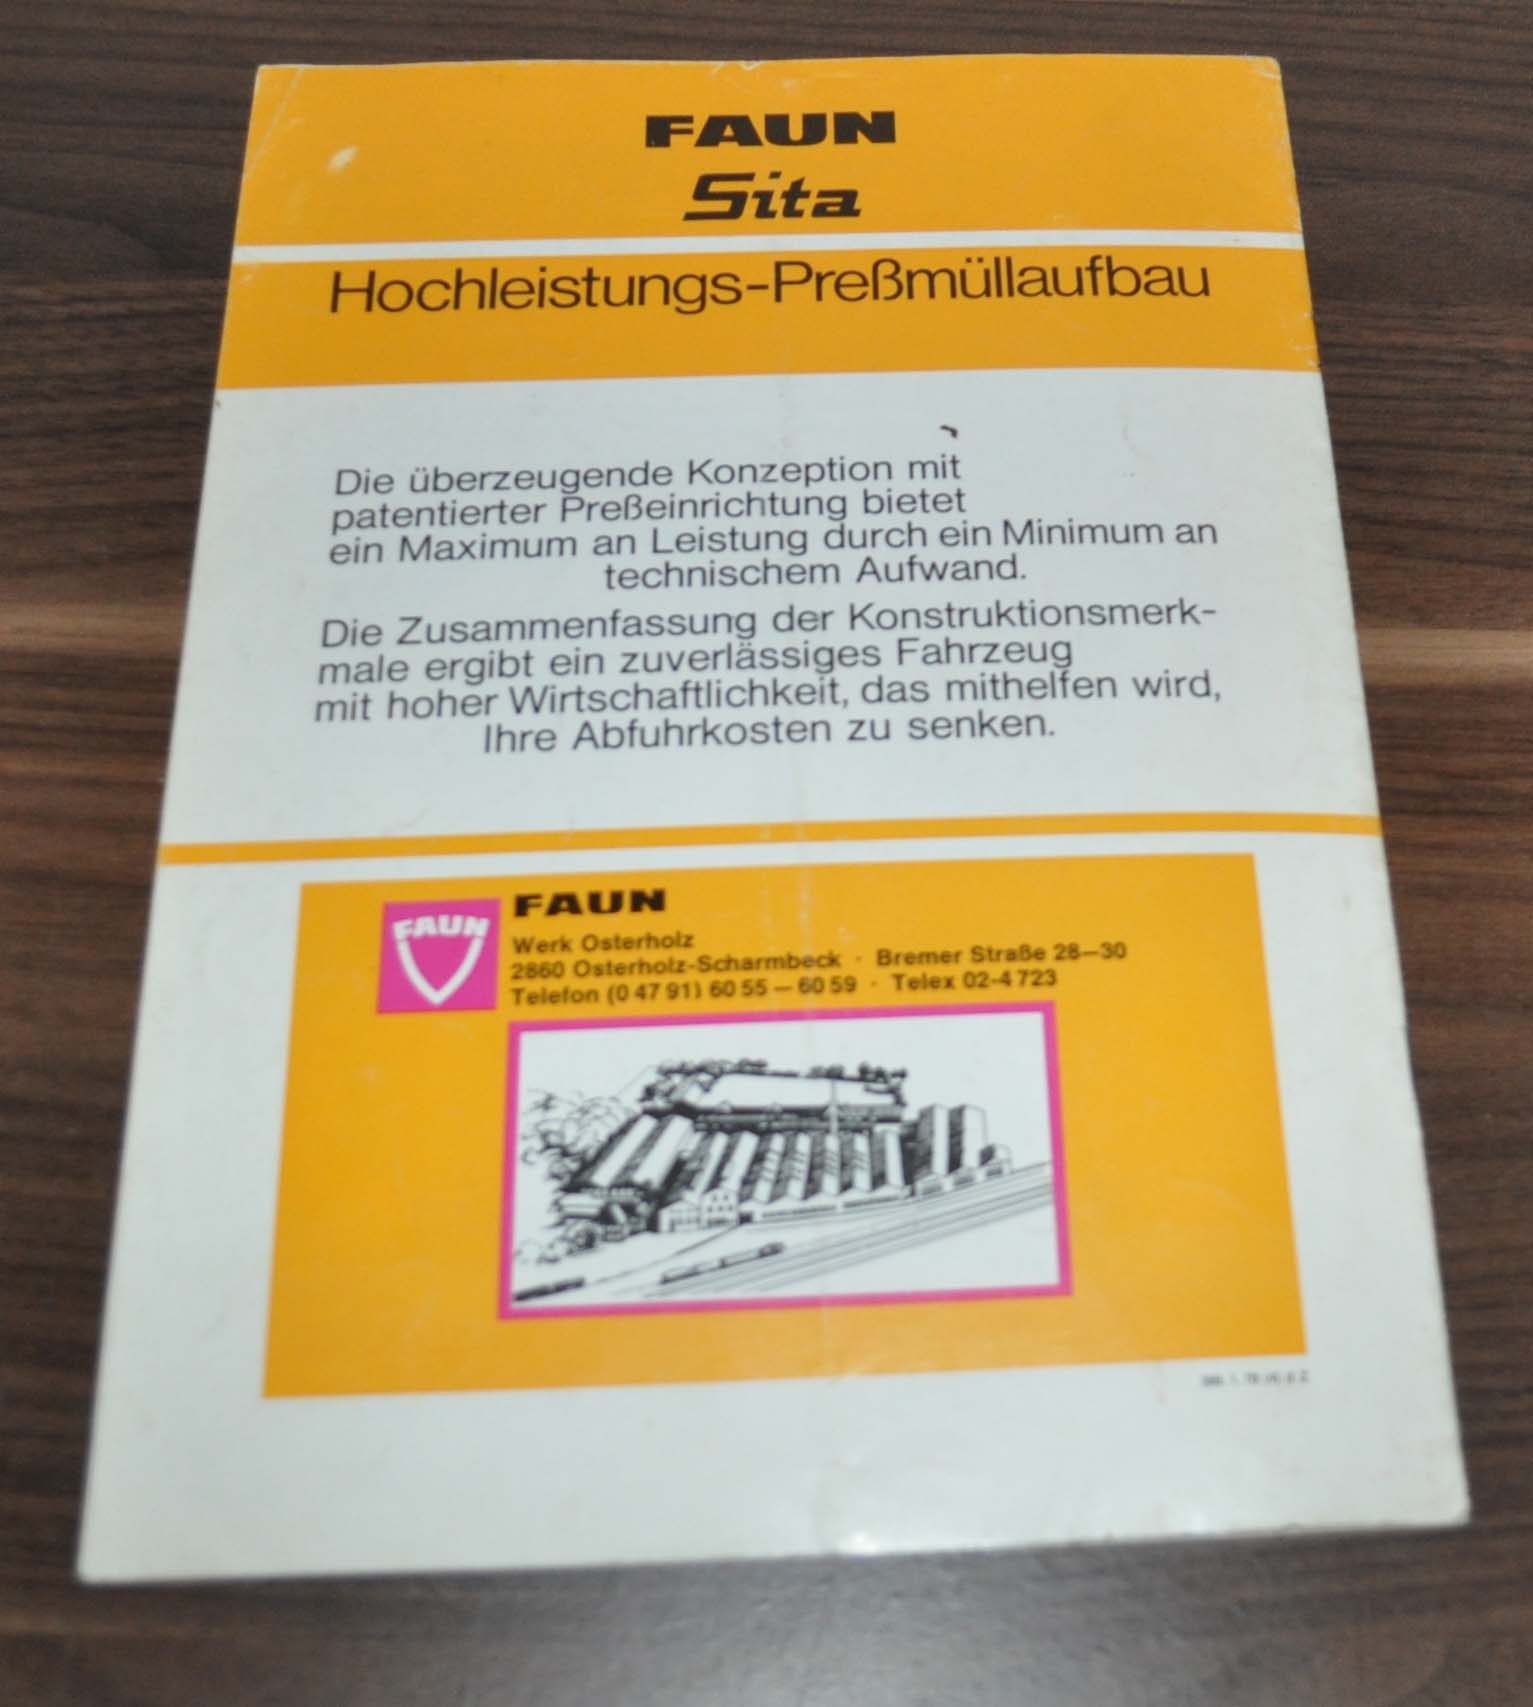 FAUN
Sita
Hochleistungs-Preßmüllaufbau
Die überzeugende Konzeption mit
patentierter Preßeinrichtung bietet
ein Maximum an Leistung durch ein Minimum an
technischem Aufwand.
Die Zusammenfassung der Konstruktionsmerk-
male ergibt ein zuverlässiges Fahrzeug
mit hoher Wirtschaftlichkeit, das mithelfen wird,
Ihre Abfuhrkosten zu senken.
FAUN
FAUN
Werk Osterholz
2860 Osterholz-Scharmbeck · Bremer Straße 28—30
Telefon (0 47 91) 60 55 — 60 59 · Telex 02-4 723